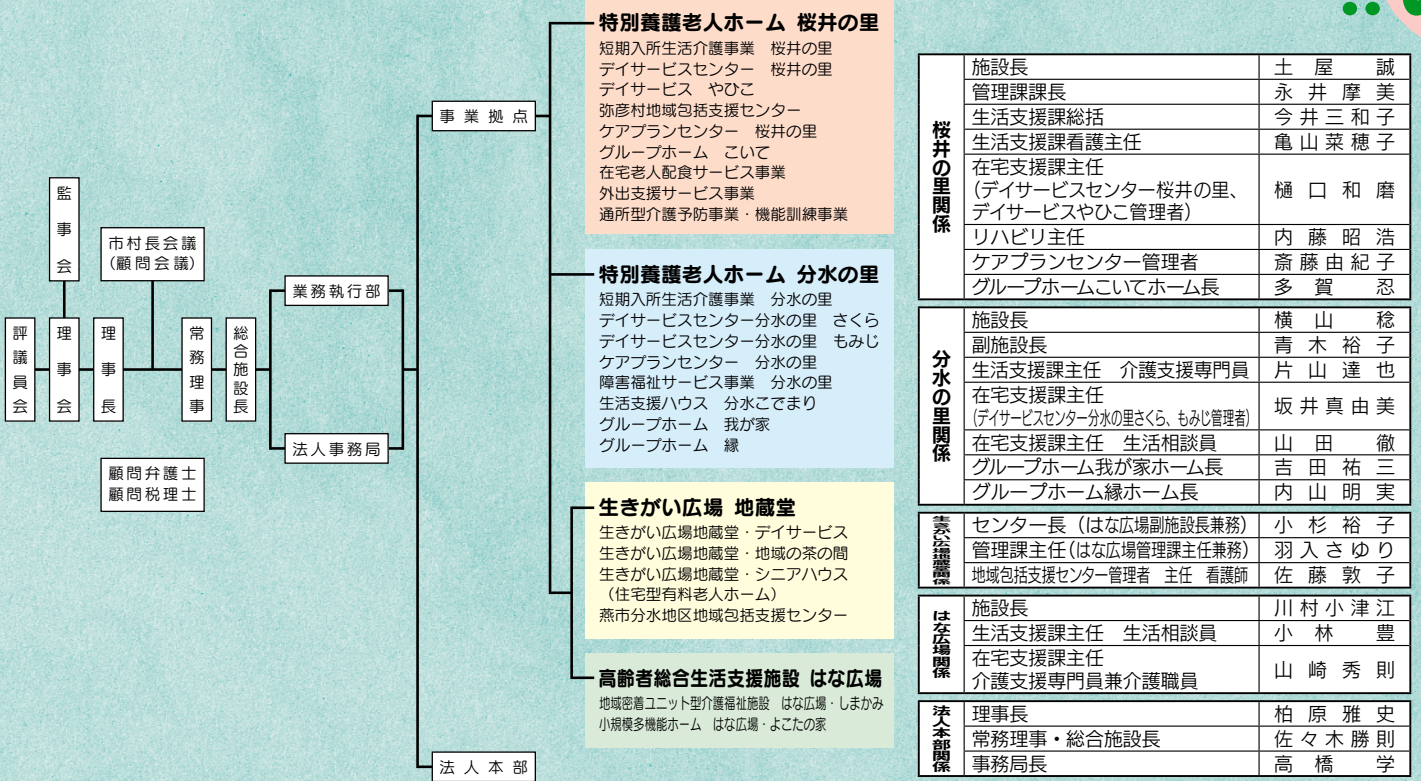 評議員会
監事会
理事会
市村長会議
(顧問会議)
理事長
顧問弁護士
顧問税理士
常務理事
総合施設長
業務執行部
法人事務局
事業拠点
法人本部
特別養護老人ホーム 桜井の里
短期入所生活介護事業 桜井の里
デイサービスセンター 桜井の里
デイサービス やひこ
弥彦村地域包括支援センター
ケアプランセンター 桜井の里
グループホーム こいて
在宅老人配食サービス事業
外出支援サービス事業
通所型介護予防事業・機能訓練事業
特別養護老人ホーム 分水の里
短期入所生活介護事業 分水の里
デイサービスセンター分水の里 さくら
デイサービスセンター分水の里 もみじ
ケアプランセンター 分水の里
障害福祉サービス事業 分水の里
生活支援ハウス 分水こでまり
グループホーム 我が家
グループホーム 縁
生きがい広場 地蔵堂
生きがい広場地蔵堂・デイサービス
生きがい広場地蔵堂・地域の茶の間
生きがい広場地蔵堂・シニアハウス
(住宅型有料老人ホーム)
燕市分水地区地域包括支援センター
高齢者総合生活支援施設 はな広場
地域密着ユニット型介護福祉施設 はな広場・しまかみ
小規模多機能ホーム はな広場・よこたの家
桜井の里関係
施設長 土屋 誠
管理課課長 永井摩美
生活支援課総括 今井三和子
生活支援課看護主任 亀山菜穂子
在宅支援課主任
(デイサービスセンター桜井の里、
デイサービスやひこ管理者) 樋口和磨
リハビリ主任 内藤昭浩
ケアプランセンター管理者 斎藤由紀子
グループホームこいてホーム長 多賀 忍
分水の里関係
施設長 横山 稔
副施設長 青木裕子
生活支援課主任 介護支援専門員 片山達也
在宅支援課主任
(デイサービスセンター分水の里さくら、もみじ管理者) 坂井真由美
在宅支援課主任 生活相談員 山田 徹
グループホーム我が家ホーム長 吉田祐三
グループホーム縁ホーム長 内山明実
生きがい広場地蔵堂関係
センター長(はな広場副施設長兼務) 小杉裕子
管理課主任(はな広場管理課主任兼務) 羽入さゆり
地域包括支援センター管理者 主任 看護師 佐藤敦子
はな広場関係
施設長 川村小津江
生活支援課主任 生活相談員 小林 豊
在宅支援課主任
介護支援専門員兼介護職員 山崎秀則
法人本部関係
理事長 柏原雅史
常務理事・総合施設長 佐々木勝則
事務局長 高橋 学